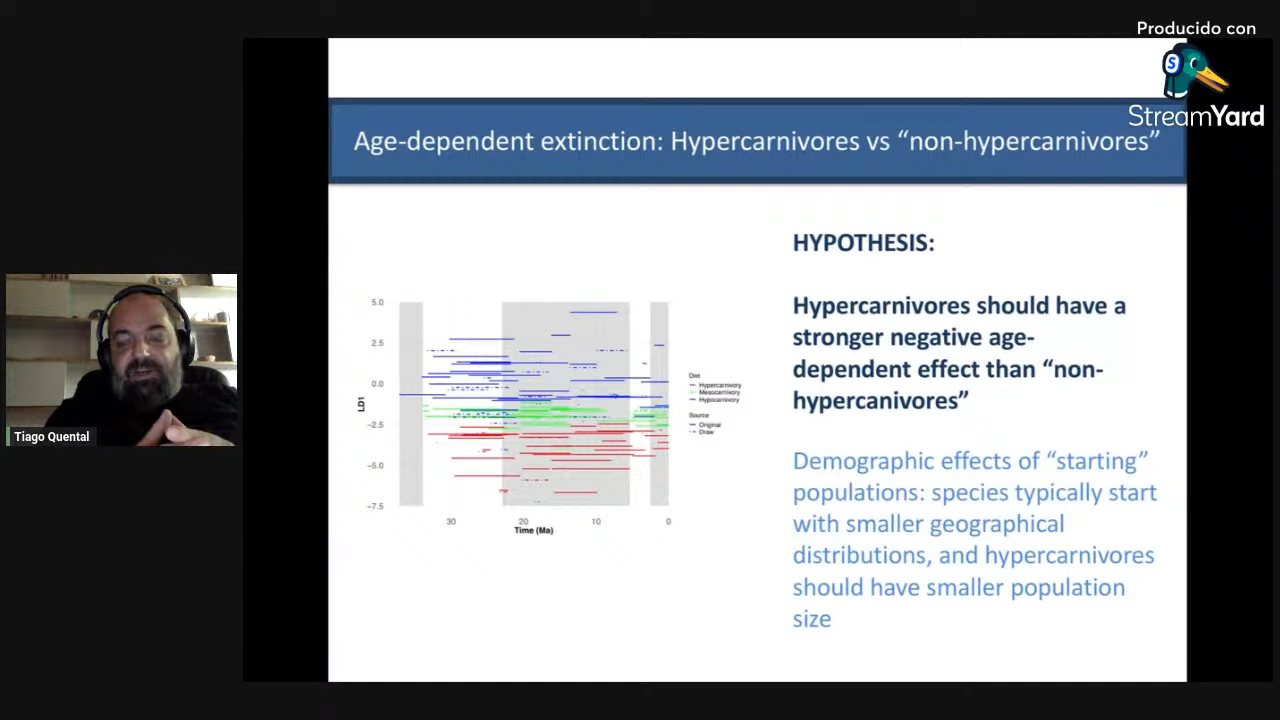 Producido con
StreamYard
Age-dependent extinction: Hypercarnivores vs “non-hypercarnivores”
HYPOTHESIS:
Hypercarnivores should have a
stronger negative age-
dependent effect than “non-
hypercanivores”
Demographic effects of “starting”
populations: species typically start
with smaller geographical
distributions, and hypercarnivores
should have smaller population
size
5.0
2.5
0.0
-2.5
-5.0
-7.5
LD1
30
20
10
0
Time (Ma)
Diet
Hypercarnivory
Mesocarnivory
Hypocarnivory
Source
Original
Draw
Tiago Quental